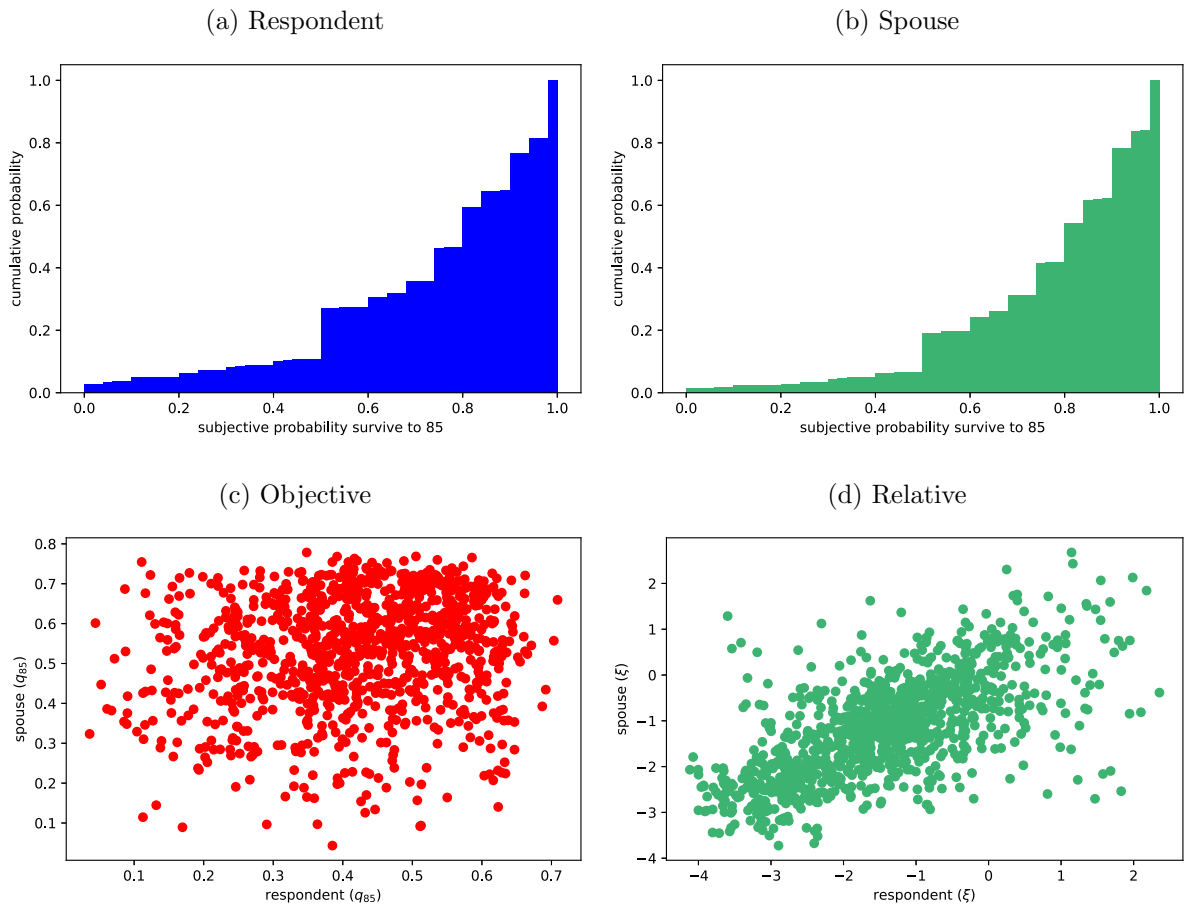 (a) Respondent
(b) Spouse
cumulative probability
1.0
0.8
0.6
0.4
0.2
0.0
0.0 0.2 0.4 0.6 0.8 1.0
subjective probability survive to 85
cumulative probability
1.0
0.8
0.6
0.4
0.2
0.0
0.0 0.2 0.4 0.6 0.8 1.0
subjective probability survive to 85
(c) Objective
(d) Relative
spouse (q85)
0.8
0.7
0.6
0.5
0.4
0.3
0.2
0.1
0.1 0.2 0.3 0.4 0.5 0.6 0.7
respondent (q85)
spouse (ξ)
2
1
0
−1
−2
−3
−4
−4 −3 −2 −1 0 1 2
respondent (ξ)